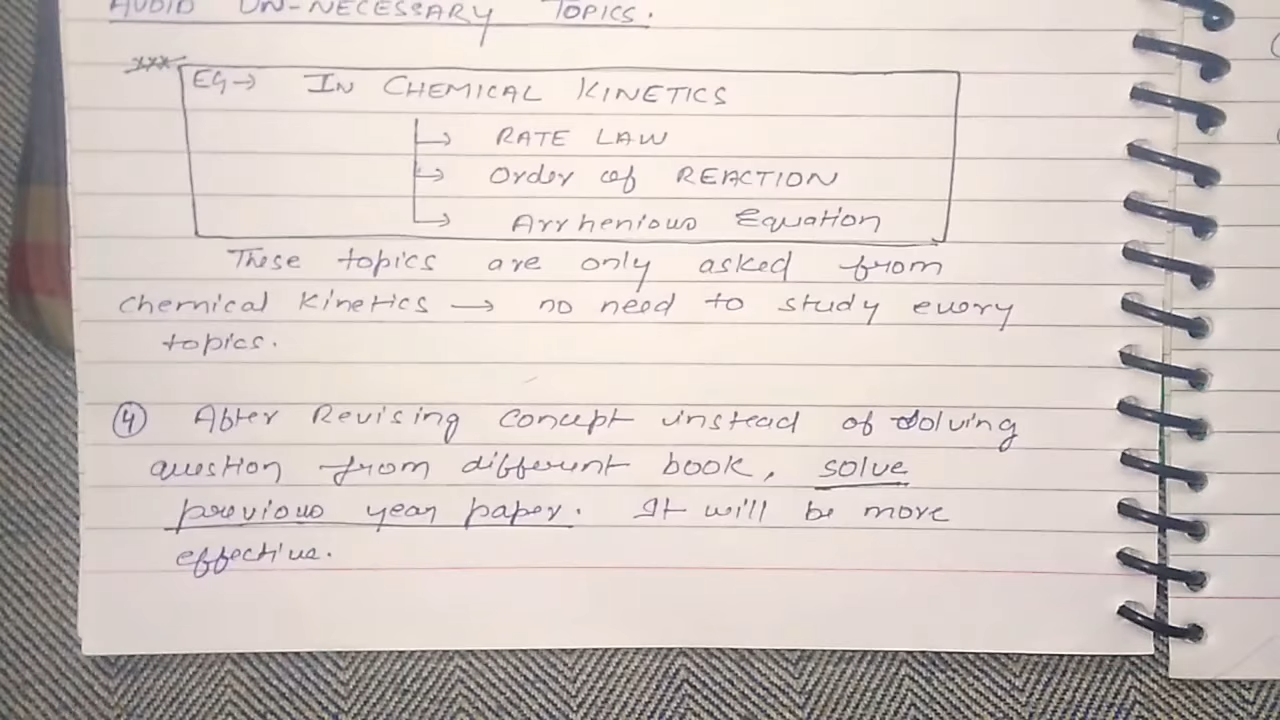 AVOID UN-NECESSARY TOPICS.
*** EG→ IN CHEMICAL KINETICS
→ RATE LAW
→ Order of REACTION
→ Arrhenious Equation
These topics are only asked from
chemical kinetics → no need to study every
topics.
④ After Revising concept instead of solving
question from different book, solve
previous year paper. It will be more
effective.